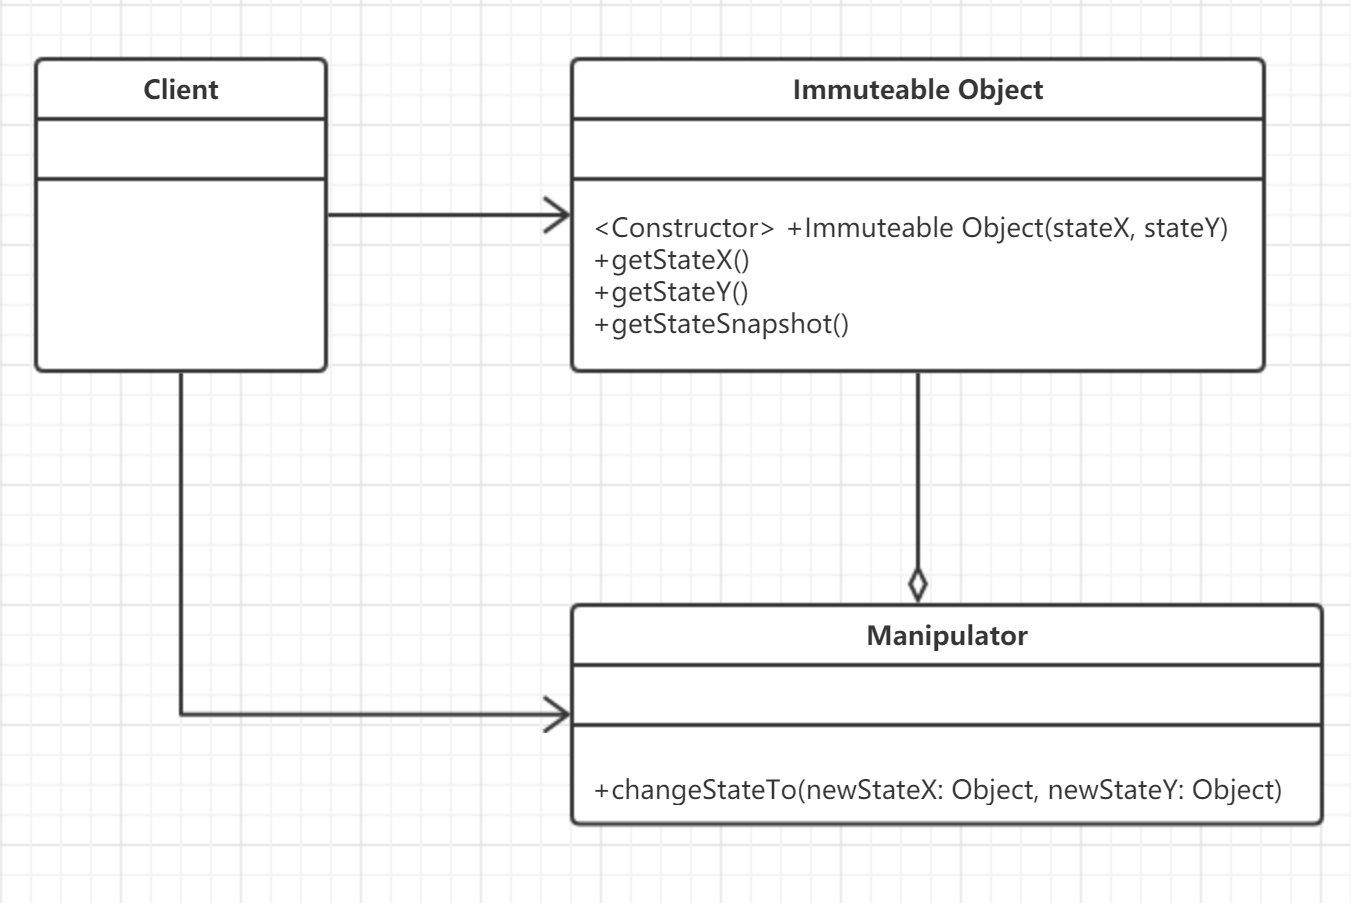 Client
Immuteable Object
<Constructor> +Immuteable Object(stateX, stateY)
+getStateX()
+getStateY()
+getStateSnapshot()
Manipulator
+changeStateTo(newStateX: Object, newStateY: Object)